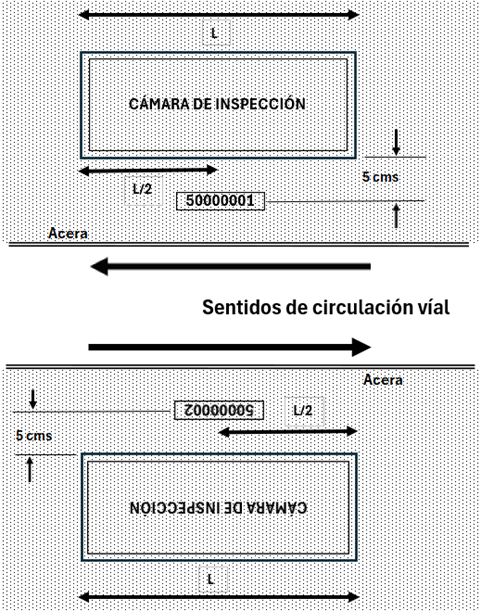 L
CÁMARA DE INSPECCIÓN
5 cms
L/2
50000001
Acera
Sentidos de circulación víal
Acera
50000002
L/2
5 cms
CÁMARA DE INSPECCIÓN
L